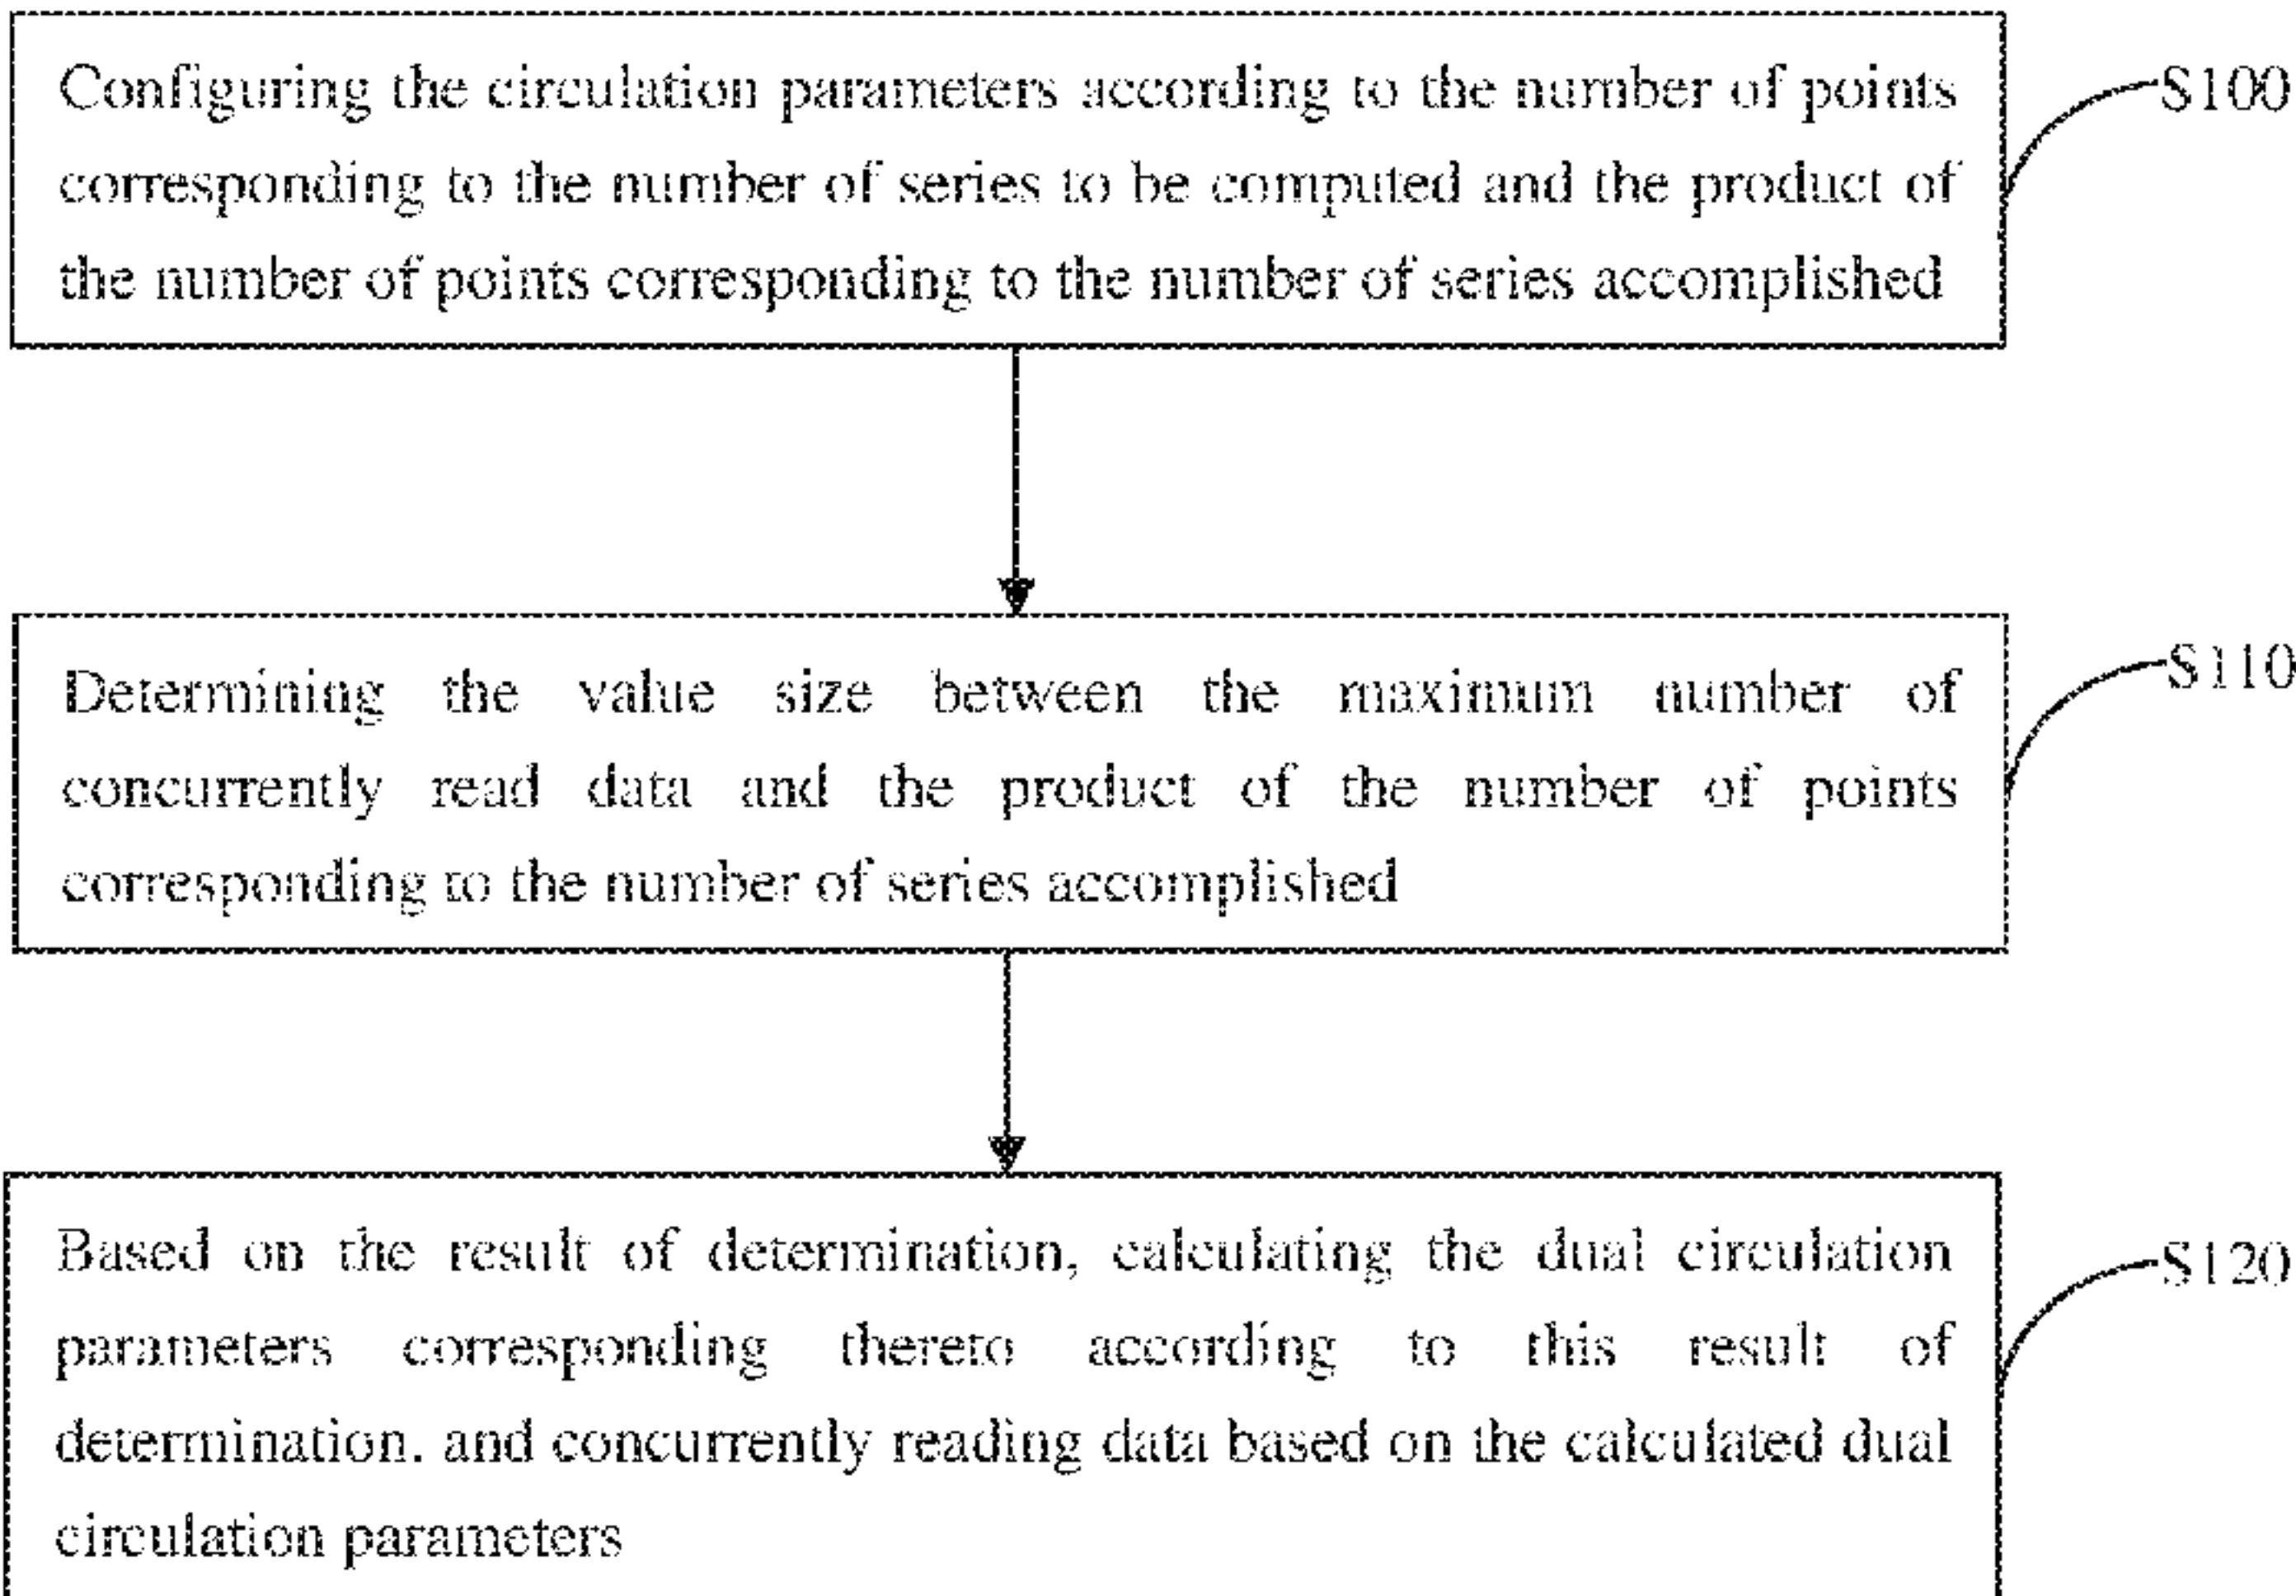 Configuring the circulation parameters according to the number of points
S100
corresponding to the number of series to be computed and the product of
the number of points corresponding to the number of series accomplished
Determining the value size between the maximum number of
S110
concurrently read data and the product of the number of points
corresponding to the number of series accomplished
Based on the result of determination, calculating the dual circulation
S120
parameters corresponding thereto according to this result of
determination. and concurrently reading data based on the calculated dual
circulation parameters